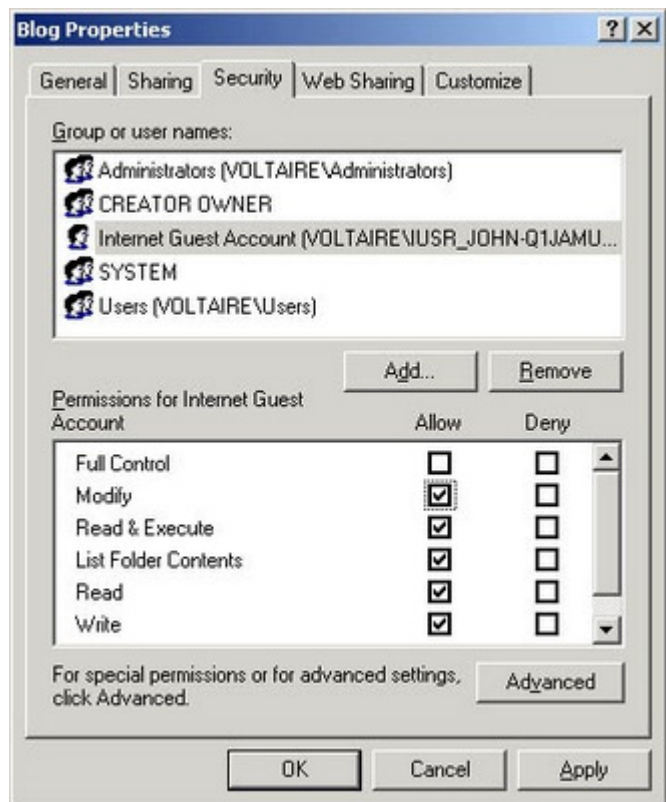 Blog Properties
General Sharing Security Web Sharing Customize
Group or user names:
Administrators (VOLTAIRE\Administrators)
CREATOR OWNER
Internet Guest Account (VOLTAIRE\IUSR_JOHN-Q1JAMU...
SYSTEM
Users (VOLTAIRE\Users)
Add... Remove
Permissions for Internet Guest
Account Allow Deny
Full Control
Modify
Read & Execute
List Folder Contents
Read
Write
For special permissions or for advanced settings,
click Advanced.
Advanced
OK Cancel Apply